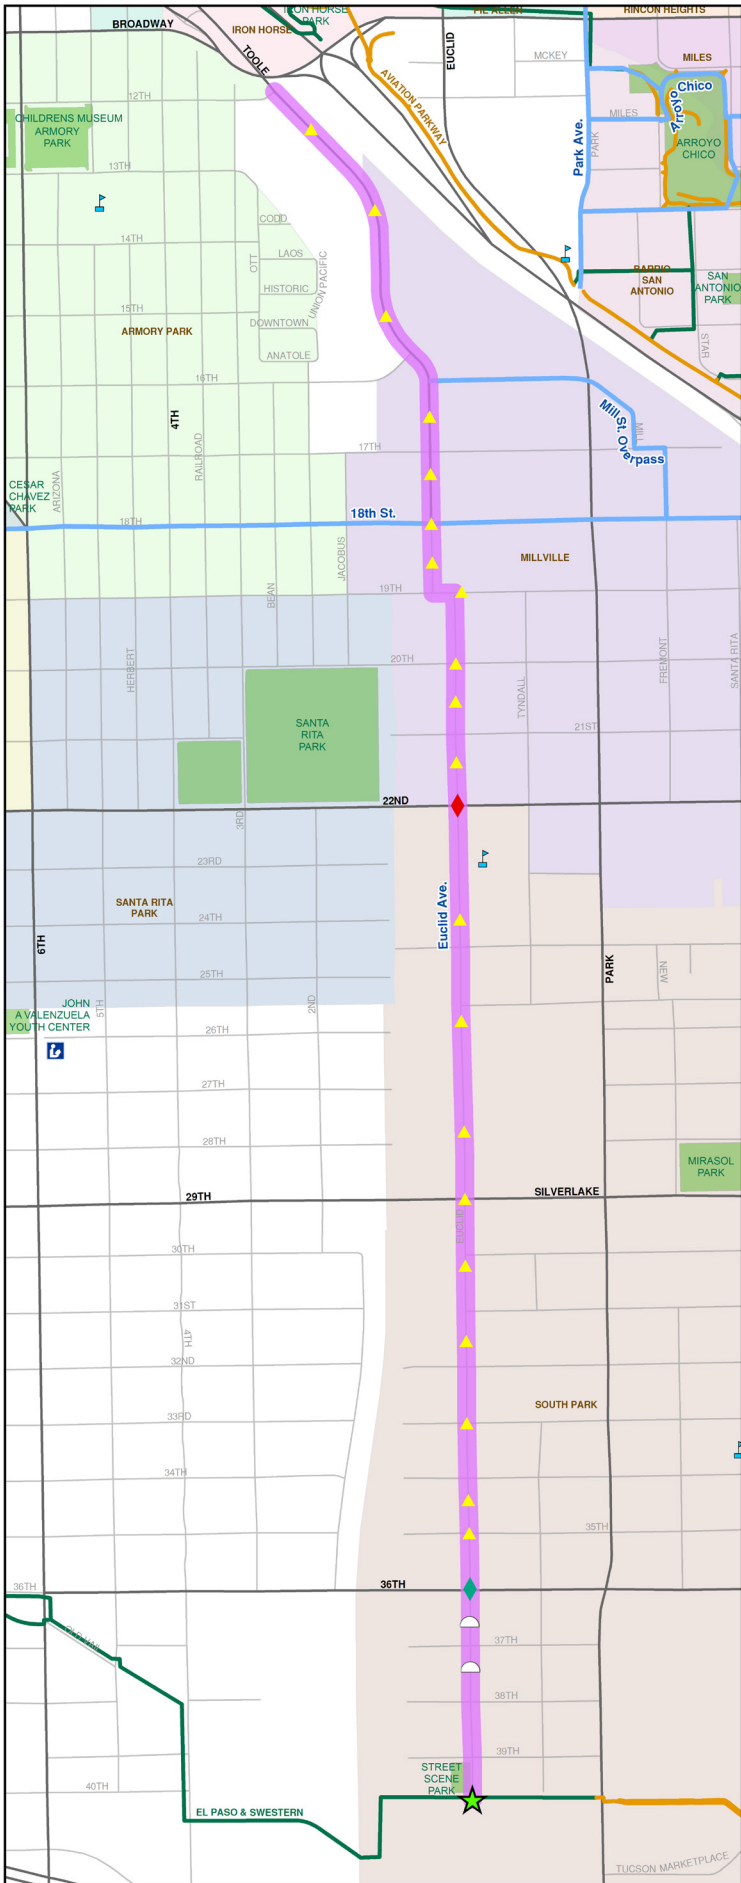 IRON HORSE
PARK
PIE ALLEN
RINCON HEIGHTS
BROADWAY
IRON HORSE
TOOLE
EUCLID
MCKEY
MILES
AVIATION PARKWAY
Arroyo Chico
12TH
CHILDRENS MUSEUM
ARMORY
PARK
MILES
Park Ave.
PARK
ARROYO
CHICO
13TH
CODD
14TH
LAOS
OTT
UNION PACIFIC
HISTORIC
BARRIO
SAN
ANTONIO
SAN
ANTONIO
PARK
15TH
DOWNTOWN
ARMORY PARK
STAR
ANATOLE
16TH
4TH
Mill St. Overpass
MILL
RAILROAD
17TH
CESAR
CHAVEZ
PARK
ARIZONA
18TH
18th St.
JACOBUS
MILLVILLE
19TH
BEAN
HERBERT
20TH
TYNDALL
FREMONT
SANTA RITA
SANTA
RITA
PARK
21ST
22ND
3RD
23RD
Euclid Ave.
SANTA RITA
PARK
24TH
6TH
PARK
NEW
25TH
JOHN
A VALENZUELA
YOUTH CENTER
5TH
2ND
26TH
27TH
28TH
MIRASOL
PARK
29TH
SILVERLAKE
EUCLID
30TH
31ST
4TH
32ND
SOUTH PARK
33RD
34TH
35TH
36TH
36TH
37TH
38TH
39TH
STREET
SCENE
PARK
40TH
EL PASO & SWESTERN
TUCSON MARKETPLACE